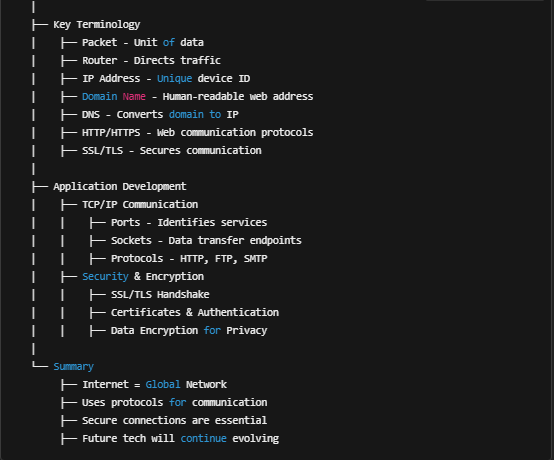 │
├── Key Terminology
│    ├── Packet - Unit of data
│    ├── Router - Directs traffic
│    ├── IP Address - Unique device ID
│    ├── Domain Name - Human-readable web address
│    ├── DNS - Converts domain to IP
│    ├── HTTP/HTTPS - Web communication protocols
│    ├── SSL/TLS - Secures communication
│
├── Application Development
│    ├── TCP/IP Communication
│    │    ├── Ports - Identifies services
│    │    ├── Sockets - Data transfer endpoints
│    │    ├── Protocols - HTTP, FTP, SMTP
│    ├── Security & Encryption
│    │    ├── SSL/TLS Handshake
│    │    ├── Certificates & Authentication
│    │    ├── Data Encryption for Privacy
│
└── Summary
     ├── Internet = Global Network
     ├── Uses protocols for communication
     ├── Secure connections are essential
     ├── Future tech will continue evolving